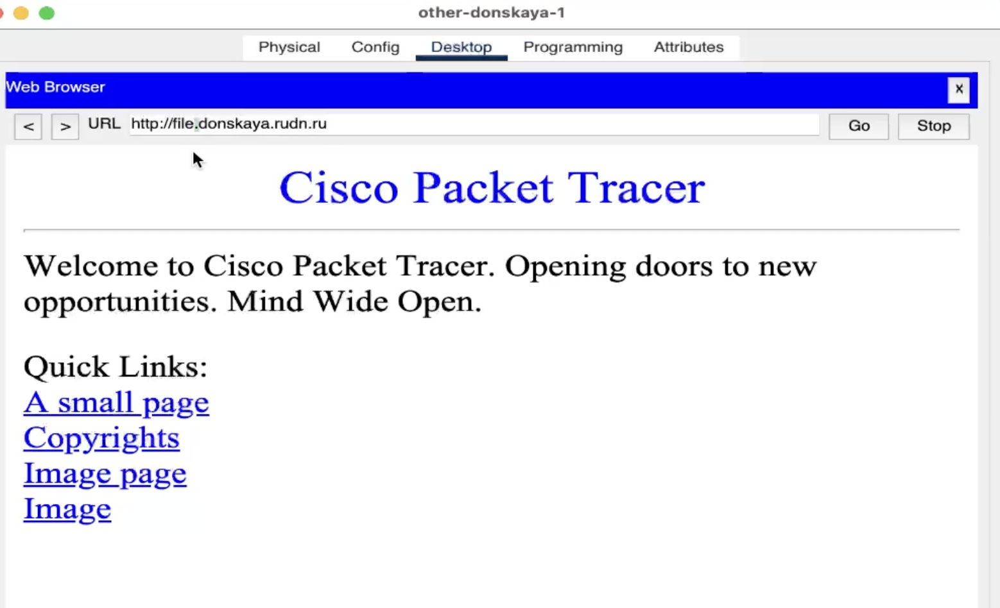 other-donskaya-1
Physical Config Desktop Programming Attributes
Web Browser X
< > URL http://file.donskaya.rudn.ru Go Stop
Cisco Packet Tracer
Welcome to Cisco Packet Tracer. Opening doors to new
opportunities. Mind Wide Open.
Quick Links:
A small page
Copyrights
Image page
Image